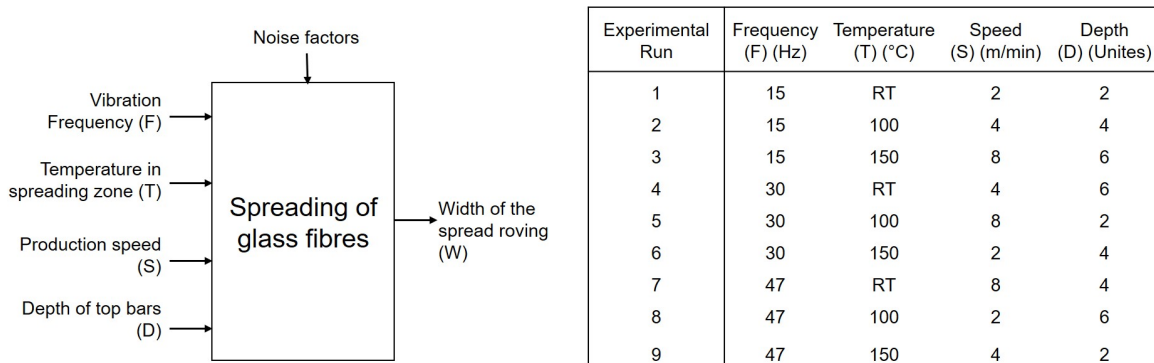 Noise factors
Vibration
Frequency (F)
Temperature in
spreading zone (T)
Production speed
(S)
Depth of top bars
(D)
Spreading of
glass fibres
Width of the
spread roving
(W)
Experimental Run Frequency (F) (Hz) Temperature (T) (°C) Speed (S) (m/min) Depth (D) (Unites)
1 15 RT 2 2
2 15 100 4 4
3 15 150 8 6
4 30 RT 4 6
5 30 100 8 2
6 30 150 2 4
7 47 RT 8 4
8 47 100 2 6
9 47 150 4 2